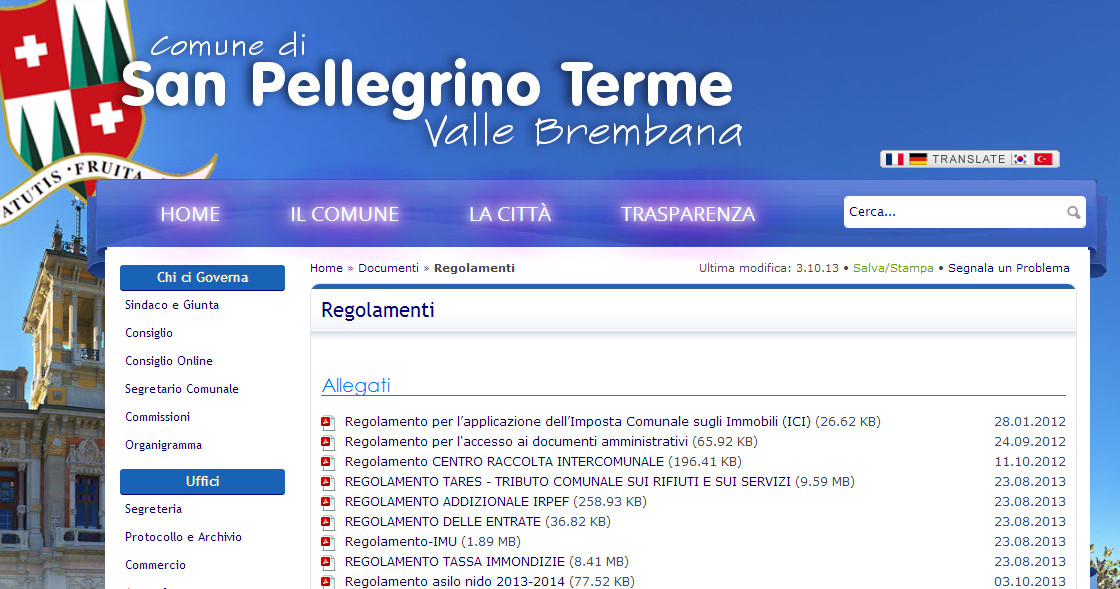 Comune di
San Pellegrino Terme
Valle Brembana
ATUTIS · FRUITA
TRANSLATE
HOME IL COMUNE LA CITTÀ TRASPARENZA Cerca...
Chi ci Governa
Sindaco e Giunta
Consiglio
Consiglio Online
Segretario Comunale
Commissioni
Organigramma
Uffici
Segreteria
Protocollo e Archivio
Commercio
Home » Documenti » Regolamenti Ultima modifica: 3.10.13 • Salva/Stampa • Segnala un Problema
Regolamenti
Allegati
Regolamento per l’applicazione dell’Imposta Comunale sugli Immobili (ICI) (26.62 KB) 28.01.2012
Regolamento per l'accesso ai documenti amministrativi (65.92 KB) 24.09.2012
Regolamento CENTRO RACCOLTA INTERCOMUNALE (196.41 KB) 11.10.2012
REGOLAMENTO TARES - TRIBUTO COMUNALE SUI RIFIUTI E SUI SERVIZI (9.59 MB) 23.08.2013
REGOLAMENTO ADDIZIONALE IRPEF (258.93 KB) 23.08.2013
REGOLAMENTO DELLE ENTRATE (36.82 KB) 23.08.2013
Regolamento-IMU (1.89 MB) 23.08.2013
REGOLAMENTO TASSA IMMONDIZIE (8.41 MB) 23.08.2013
Regolamento asilo nido 2013-2014 (77.52 KB) 03.10.2013